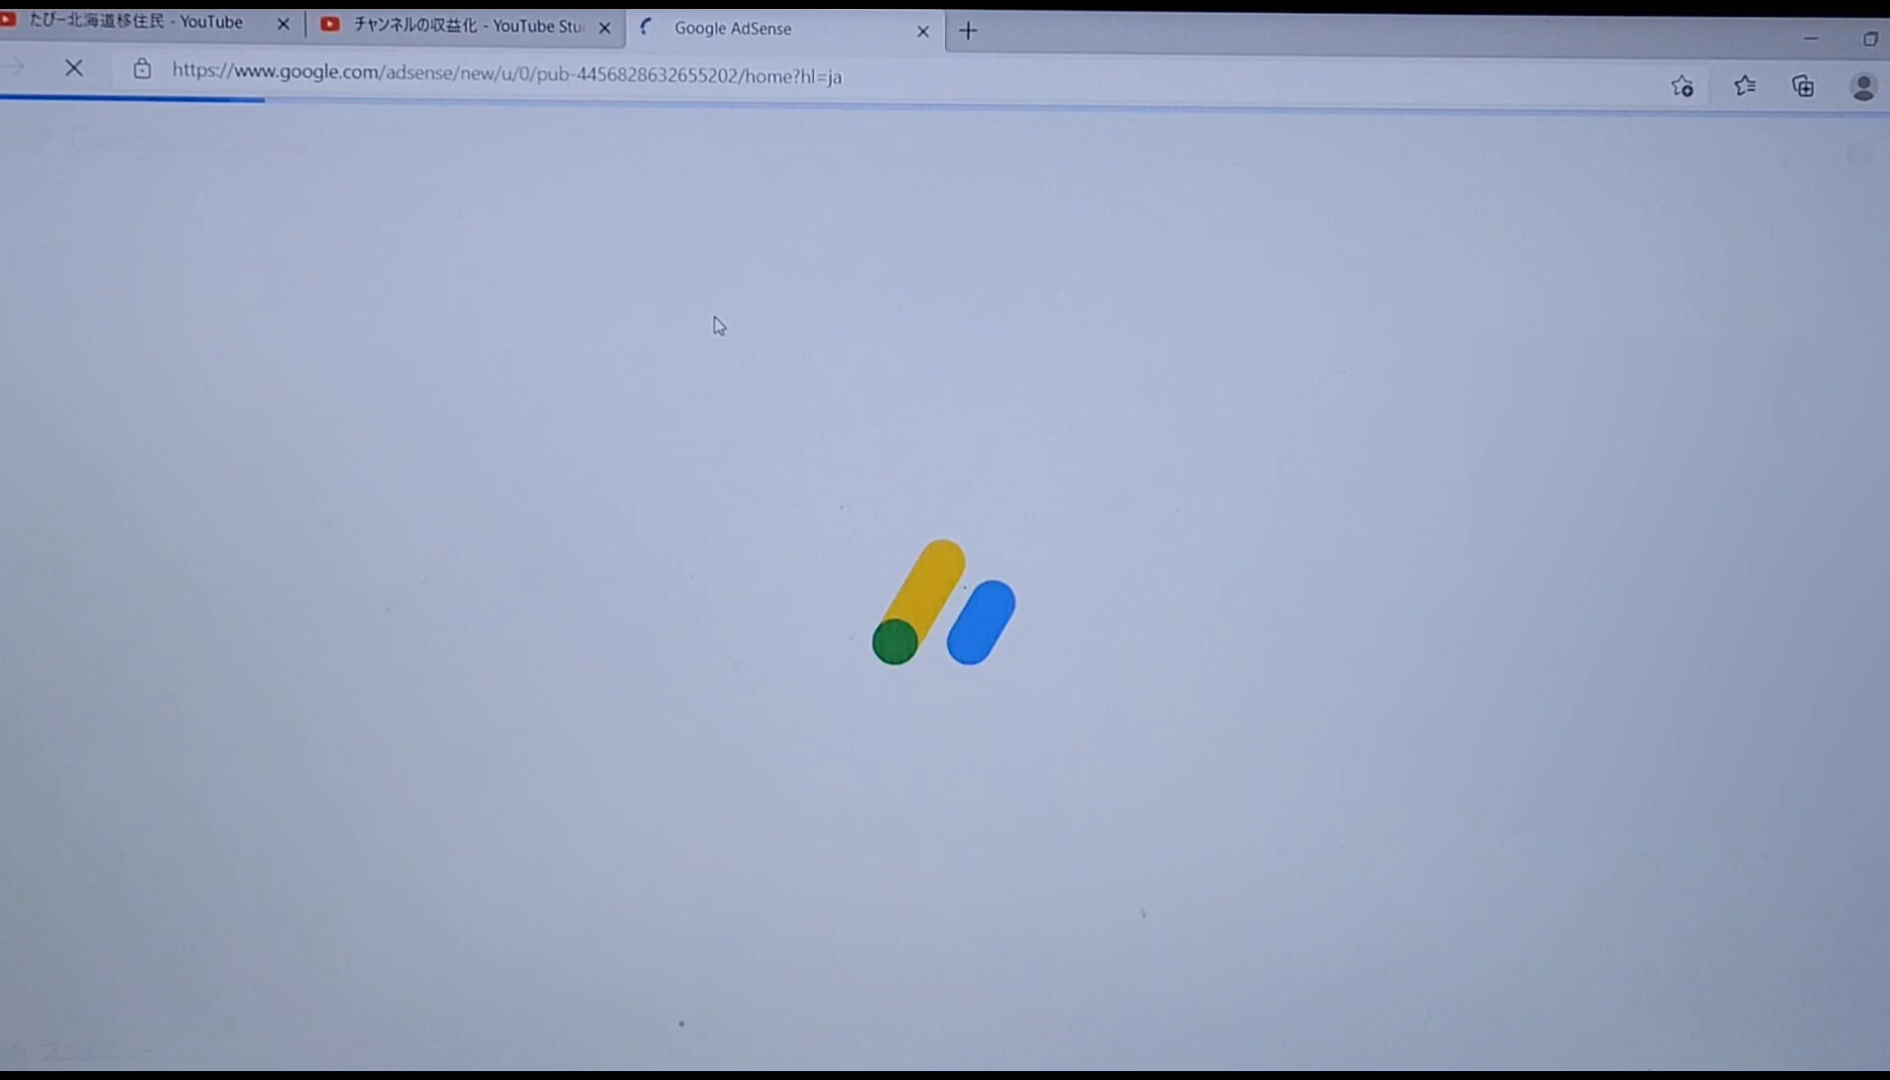 たびー北海道移住民 - YouTube
チャンネルの収益化 - YouTube Stu
Google AdSense
https://www.google.com/adsense/new/u/0/pub-4456828632655202/home?hl=ja